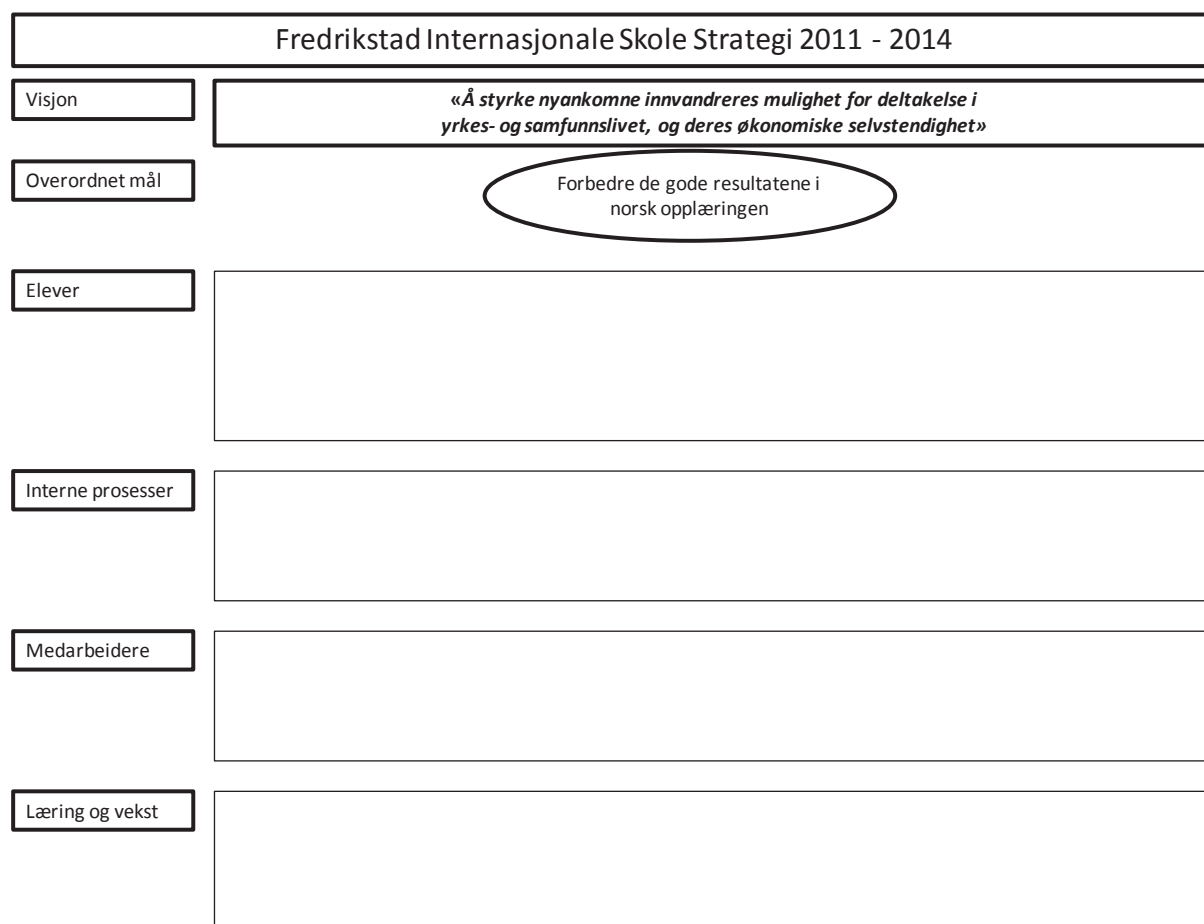 Fredrikstad Internasjonale Skole Strategi 2011 - 2014
Visjon
«Å styrke nyankomne innvandreres mulighet for deltakelse i
yrkes- og samfunnslivet, og deres økonomiske selvstendighet»
Overordnet mål
Forbedre de gode resultatene i
norsk opplæringen
Elever
Interne prosesser
Medarbeidere
Læring og vekst